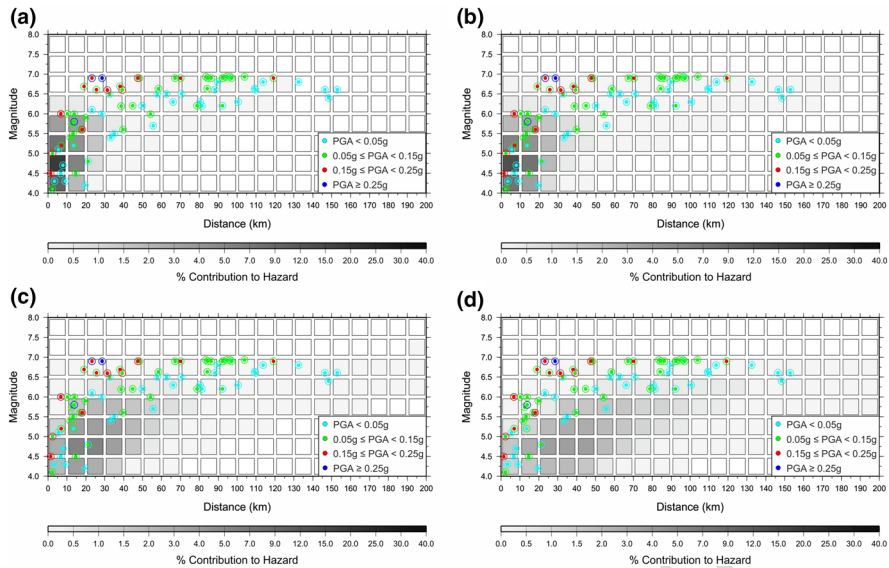 (a)
8.0
7.5
7.0
6.5
6.0
5.5
5.0
4.5
4.0
Magnitude
PGA < 0.05g
0.05g ≤ PGA < 0.15g
0.15g ≤ PGA < 0.25g
PGA ≥ 0.25g
0 10 20 30 40 50 60 70 80 90 100 110 120 130 140 150 160 170 180 190 200
Distance (km)
0.0 0.5 1.0 1.5 2.0 3.0 4.0 5.0 7.0 9.0 12.0 15.0 20.0 25.0 30.0 40.0
% Contribution to Hazard
(b)
8.0
7.5
7.0
6.5
6.0
5.5
5.0
4.5
4.0
Magnitude
PGA < 0.05g
0.05g ≤ PGA < 0.15g
0.15g ≤ PGA < 0.25g
PGA ≥ 0.25g
0 10 20 30 40 50 60 70 80 90 100 110 120 130 140 150 160 170 180 190 200
Distance (km)
0.0 0.5 1.0 1.5 2.0 3.0 4.0 5.0 7.0 9.0 12.0 15.0 20.0 25.0 30.0 40.0
% Contribution to Hazard
(c)
8.0
7.5
7.0
6.5
6.0
5.5
5.0
4.5
4.0
Magnitude
PGA < 0.05g
0.05g ≤ PGA < 0.15g
0.15g ≤ PGA < 0.25g
PGA ≥ 0.25g
0 10 20 30 40 50 60 70 80 90 100 110 120 130 140 150 160 170 180 190 200
Distance (km)
0.0 0.5 1.0 1.5 2.0 3.0 4.0 5.0 7.0 9.0 12.0 15.0 20.0 25.0 30.0 40.0
% Contribution to Hazard
(d)
8.0
7.5
7.0
6.5
6.0
5.5
5.0
4.5
4.0
Magnitude
PGA < 0.05g
0.05g ≤ PGA < 0.15g
0.15g ≤ PGA < 0.25g
PGA ≥ 0.25g
0 10 20 30 40 50 60 70 80 90 100 110 120 130 140 150 160 170 180 190 200
Distance (km)
0.0 0.5 1.0 1.5 2.0 3.0 4.0 5.0 7.0 9.0 12.0 15.0 20.0 25.0 30.0 40.0
% Contribution to Hazard